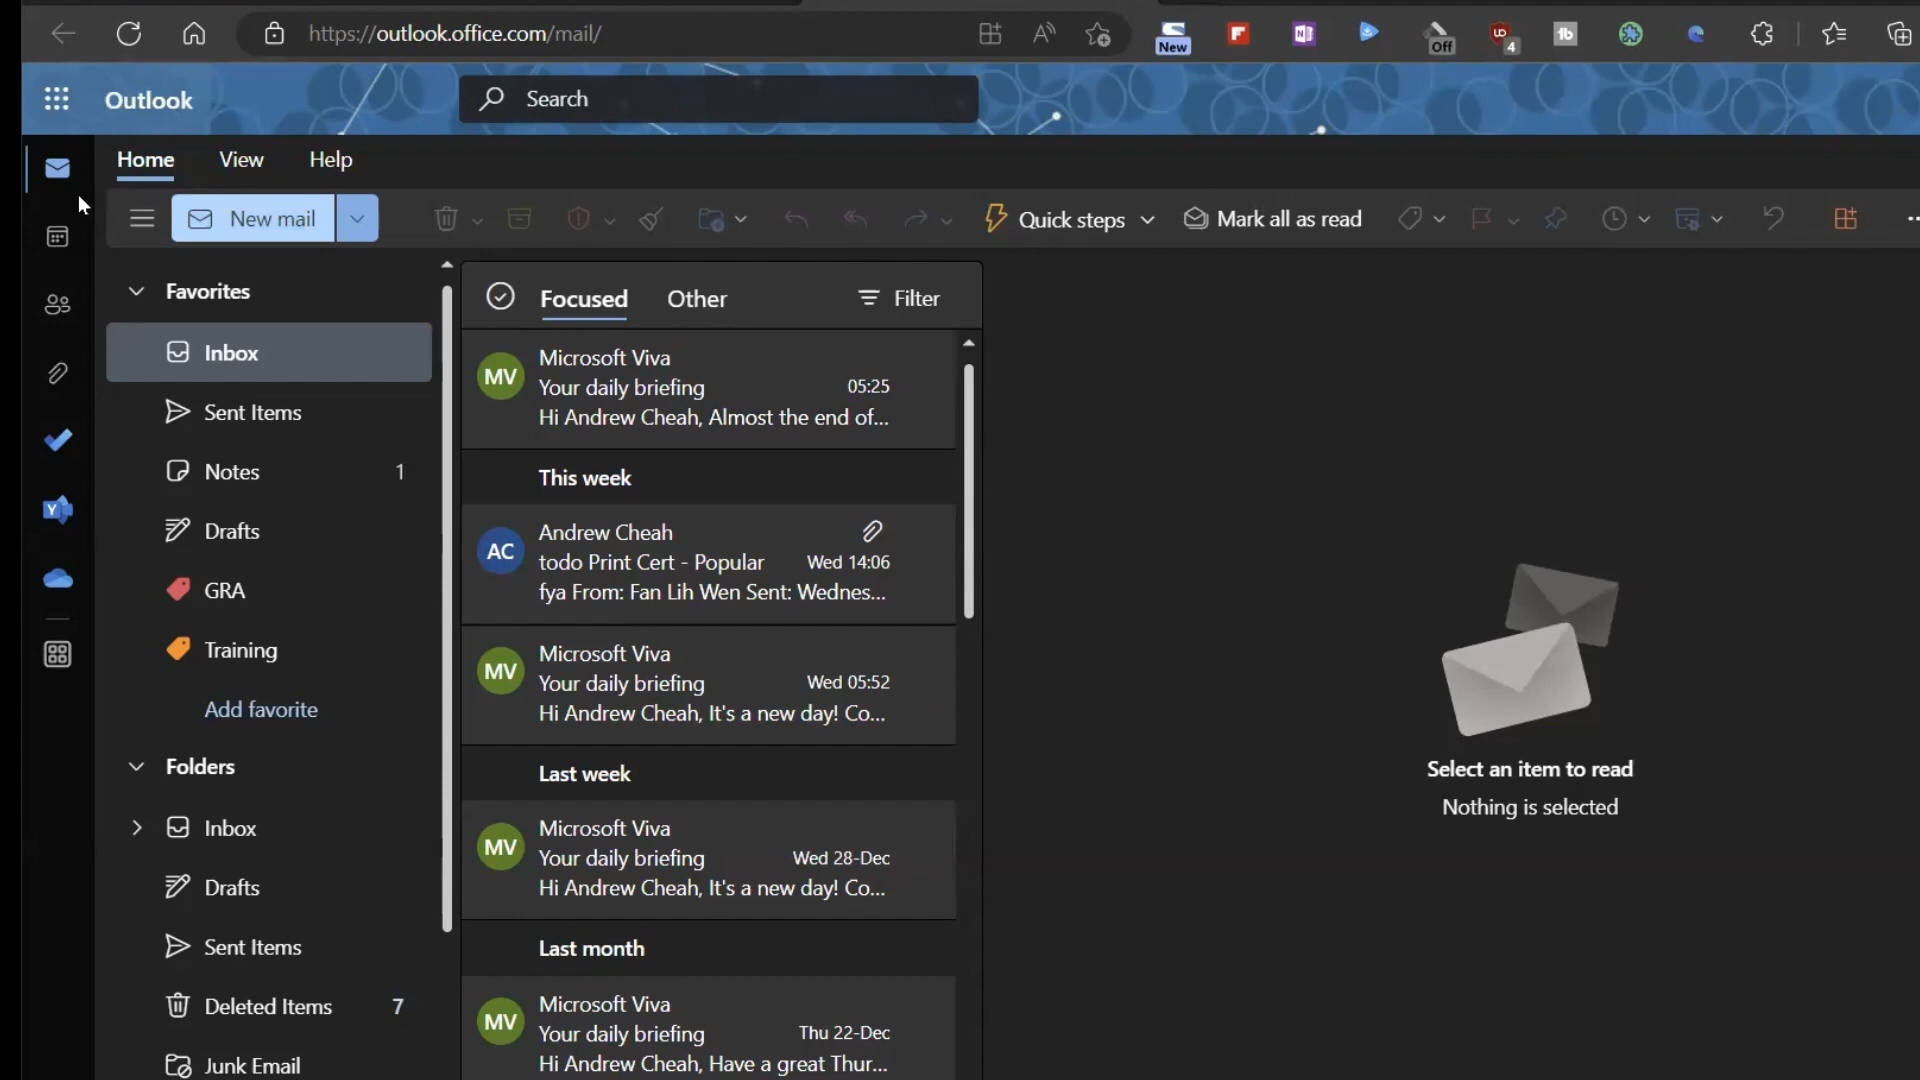 https://outlook.office.com/mail/
New
N
Off
UD
4
tb
Outlook
Search
Home
View
Help
New mail
Quick steps
Mark all as read
Favorites
Inbox
Sent Items
Notes
1
Drafts
GRA
Training
Add favorite
Folders
Inbox
Drafts
Sent Items
Deleted Items
7
Junk Email
Y
Focused
Other
Filter
MV
Microsoft Viva
Your daily briefing
05:25
Hi Andrew Cheah, Almost the end of...
This week
AC
Andrew Cheah
todo Print Cert - Popular
Wed 14:06
fya From: Fan Lih Wen Sent: Wednes...
MV
Microsoft Viva
Your daily briefing
Wed 05:52
Hi Andrew Cheah, It's a new day! Co...
Last week
MV
Microsoft Viva
Your daily briefing
Wed 28-Dec
Hi Andrew Cheah, It's a new day! Co...
Last month
MV
Microsoft Viva
Your daily briefing
Thu 22-Dec
Hi Andrew Cheah, Have a great Thur...
Select an item to read
Nothing is selected